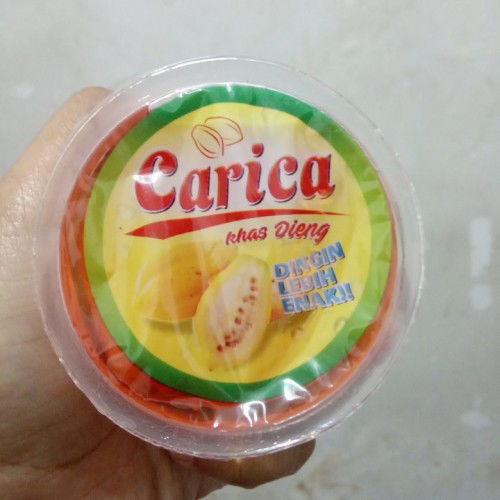 Carica
khas Dieng
DINGIN
LEBIH
ENAK!!